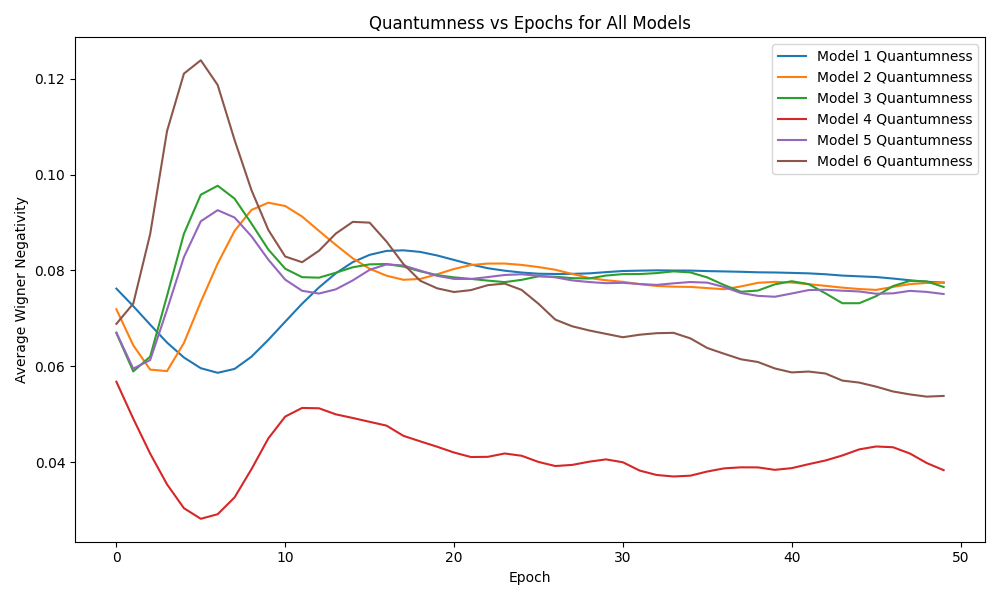 Quantumness vs Epochs for All Models
Average Wigner Negativity
0.12
0.10
0.08
0.06
0.04
Model 1 Quantumness
Model 2 Quantumness
Model 3 Quantumness
Model 4 Quantumness
Model 5 Quantumness
Model 6 Quantumness
0 10 20 30 40 50
Epoch